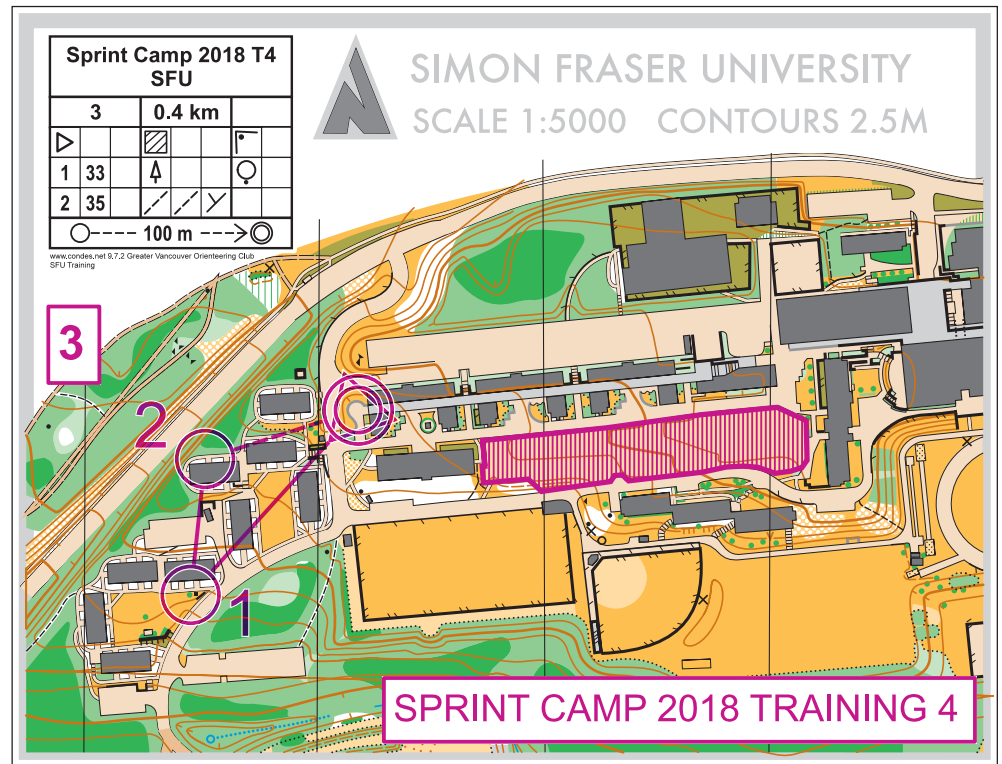 Sprint Camp 2018 T4
SFU
3 0.4 km
1 33
2 35
100 m
www.condes.net 9.7.2 Greater Vancouver Orienteering Club
SFU Training
SIMON FRASER UNIVERSITY
SCALE 1:5000 CONTOURS 2.5M
3
2
1
SPRINT CAMP 2018 TRAINING 4